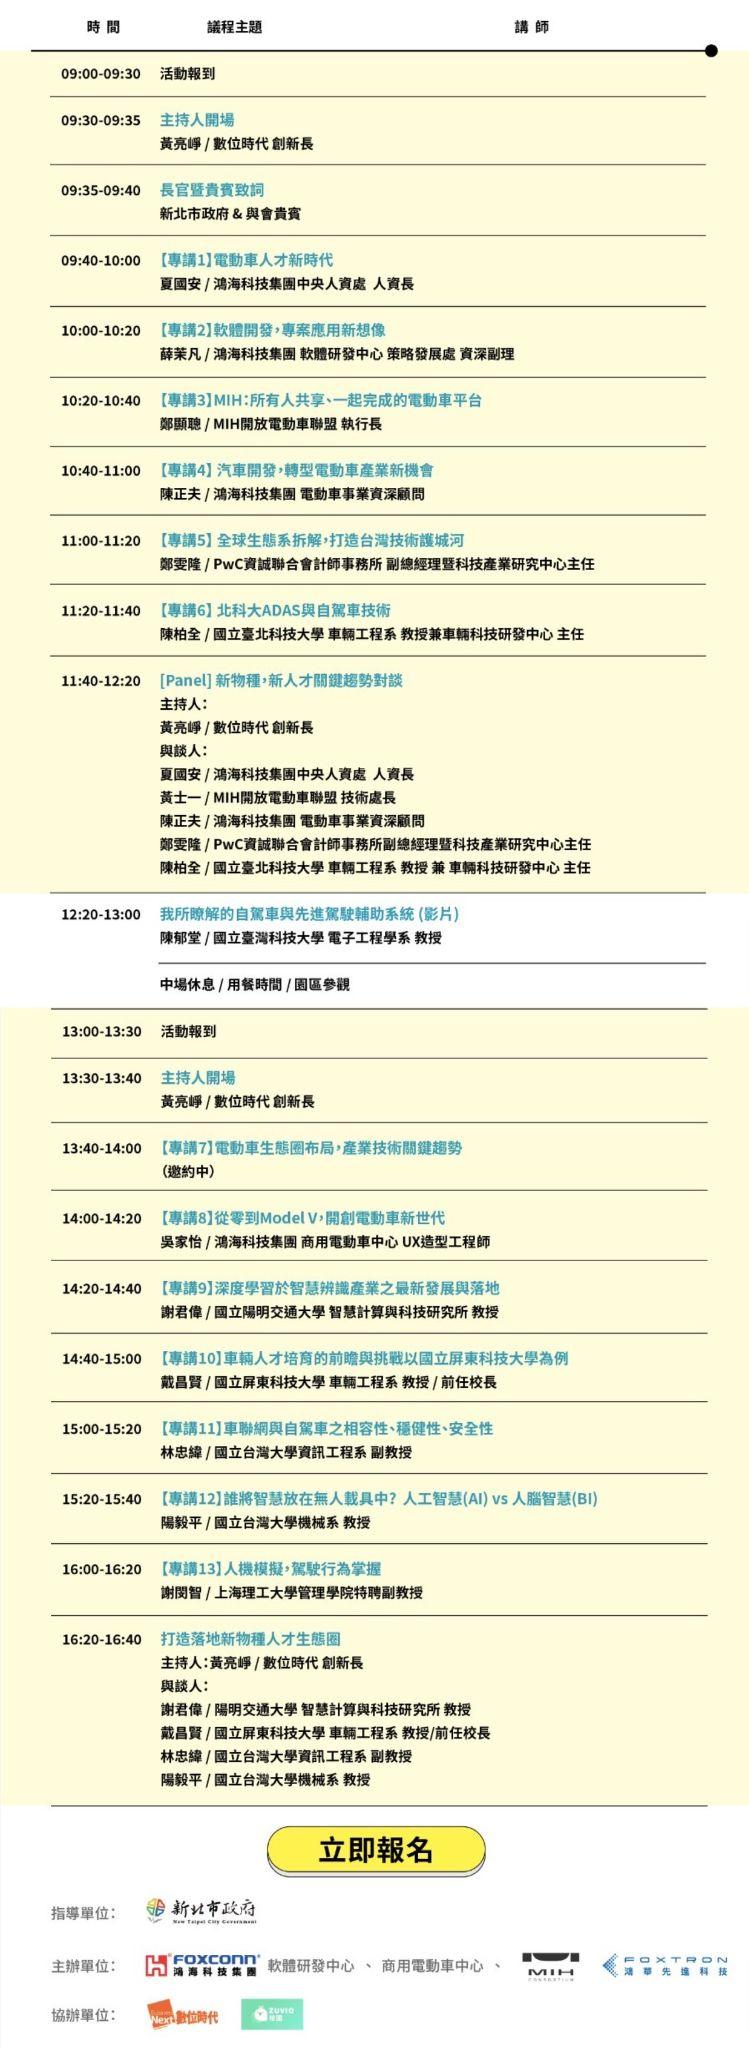 時 間 議程主題 講 師
09:00-09:30 活動報到
09:30-09:35 主持人開場
黃亮崢 / 數位時代 創新長
09:35-09:40 長官暨貴賓致詞
新北市政府 & 與會貴賓
09:40-10:00 【專講1】電動車人才新時代
夏國安 / 鴻海科技集團中央人資處 人資長
10:00-10:20 【專講2】軟體開發，專案應用新想像
薛茉凡 / 鴻海科技集團 軟體研發中心 策略發展處 資深副理
10:20-10:40 【專講3】MIH：所有人共享、一起完成的電動車平台
鄭顯聰 / MIH開放電動車聯盟 執行長
10:40-11:00 【專講4】 汽車開發，轉型電動車產業新機會
陳正夫 / 鴻海科技集團 電動車事業資深顧問
11:00-11:20 【專講5】 全球生態系拆解，打造台灣技術護城河
鄭雯隆 / PwC資誠聯合會計師事務所 副總經理暨科技產業研究中心主任
11:20-11:40 【專講6】 北科大ADAS與自駕車技術
陳柏全 / 國立臺北科技大學 車輛工程系 教授兼車輛科技研發中心 主任
11:40-12:20 [Panel] 新物種，新人才關鍵趨勢對談
主持人：
黃亮崢 / 數位時代 創新長
與談人：
夏國安 / 鴻海科技集團中央人資處 人資長
黃士一 / MIH開放電動車聯盟 技術處長
陳正夫 / 鴻海科技集團 電動車事業資深顧問
鄭雯隆 / PwC資誠聯合會計師事務所副總經理暨科技產業研究中心主任
陳柏全 / 國立臺北科技大學 車輛工程系 教授 兼 車輛科技研發中心 主任
12:20-13:00 我所瞭解的自駕車與先進駕駛輔助系統 (影片)
陳郁堂 / 國立臺灣科技大學 電子工程學系 教授
中場休息 / 用餐時間 / 園區參觀
13:00-13:30 活動報到
13:30-13:40 主持人開場
黃亮崢 / 數位時代 創新長
13:40-14:00 【專講7】電動車生態圈布局，產業技術關鍵趨勢
（邀約中）
14:00-14:20 【專講8】從零到Model V，開創電動車新世代
吳家怡 / 鴻海科技集團 商用電動車中心 UX造型工程師
14:20-14:40 【專講9】深度學習於智慧辨識產業之最新發展與落地
謝君偉 / 國立陽明交通大學 智慧計算與科技研究所 教授
14:40-15:00 【專講10】車輛人才培育的前瞻與挑戰以國立屏東科技大學為例
戴昌賢 / 國立屏東科技大學 車輛工程系 教授 / 前任校長
15:00-15:20 【專講11】車聯網與自駕車之相容性、穩健性、安全性
林忠緯 / 國立台灣大學資訊工程系 副教授
15:20-15:40 【專講12】誰將智慧放在無人載具中？ 人工智慧(AI) vs 人腦智慧(BI)
陽毅平 / 國立台灣大學機械系 教授
16:00-16:20 【專講13】人機模擬，駕駛行為掌握
謝閔智 / 上海理工大學管理學院特聘副教授
16:20-16:40 打造落地新物種人才生態圈
主持人：黃亮崢 / 數位時代 創新長
與談人：
謝君偉 / 陽明交通大學 智慧計算與科技研究所 教授
戴昌賢 / 國立屏東科技大學 車輛工程系 教授/前任校長
林忠緯 / 國立台灣大學資訊工程系 副教授
陽毅平 / 國立台灣大學機械系 教授
立即報名
指導單位： 新北市政府
New Taipei City Government
主辦單位： FOXCONN 鴻海科技集團 軟體研發中心 、 商用電動車中心 、 MIH CONSORTIUM FOXTRON 鴻華先進科技
協辦單位： Next 數位時代 ZUVIO 校園